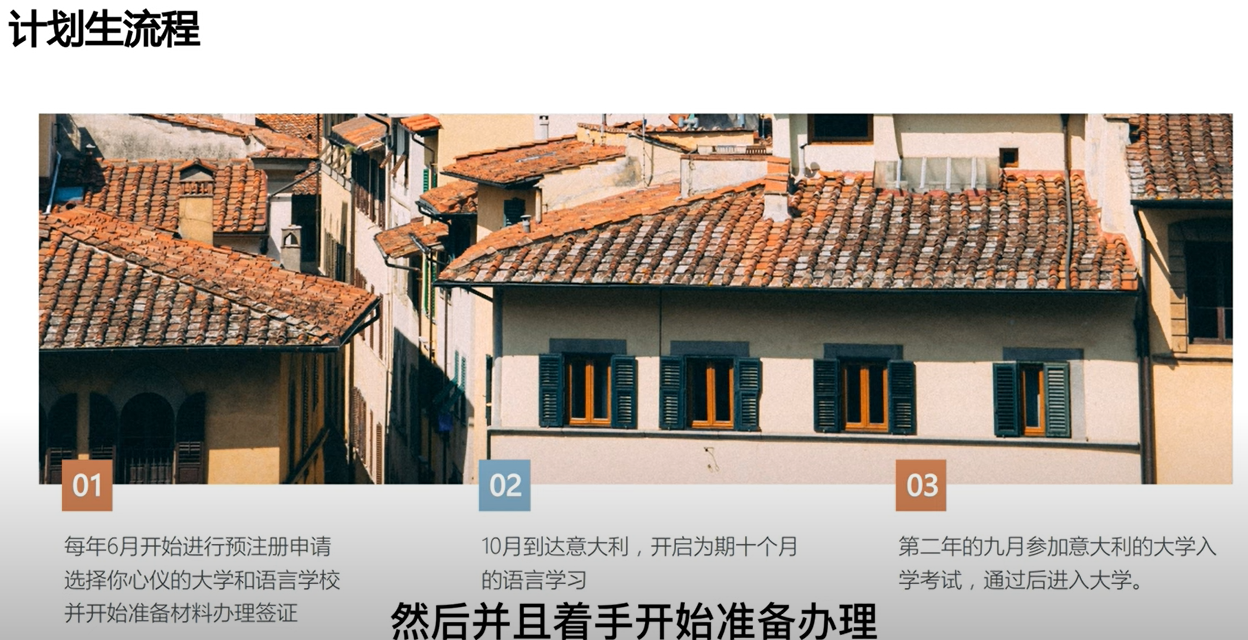 计划生流程
01
每年6月开始进行预注册申请
选择你心仪的大学和语言学校
并开始准备材料办理签证
02
10月到达意大利，开启为期十个月
的语言学习
03
第二年的九月参加意大利的大学入
学考试，通过后进入大学。
然后并且着手开始准备办理